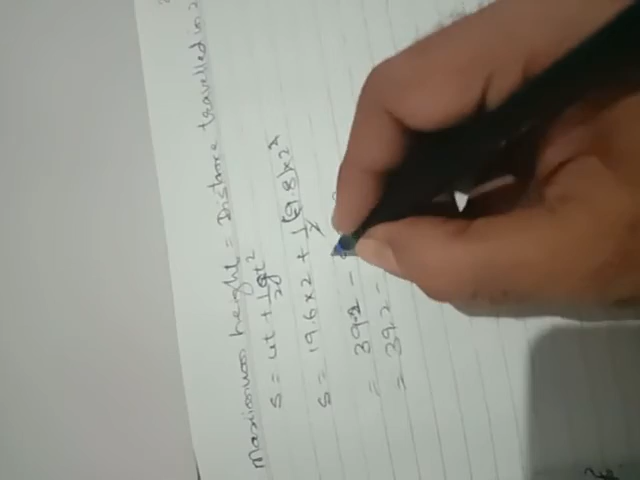 Maximum height = Distance travelled in 2
S = ut + 1/2 gt²
S = 19.6 x 2 + 1/2 (9.8) x 2²
= 39.2 -
= 39.2 -